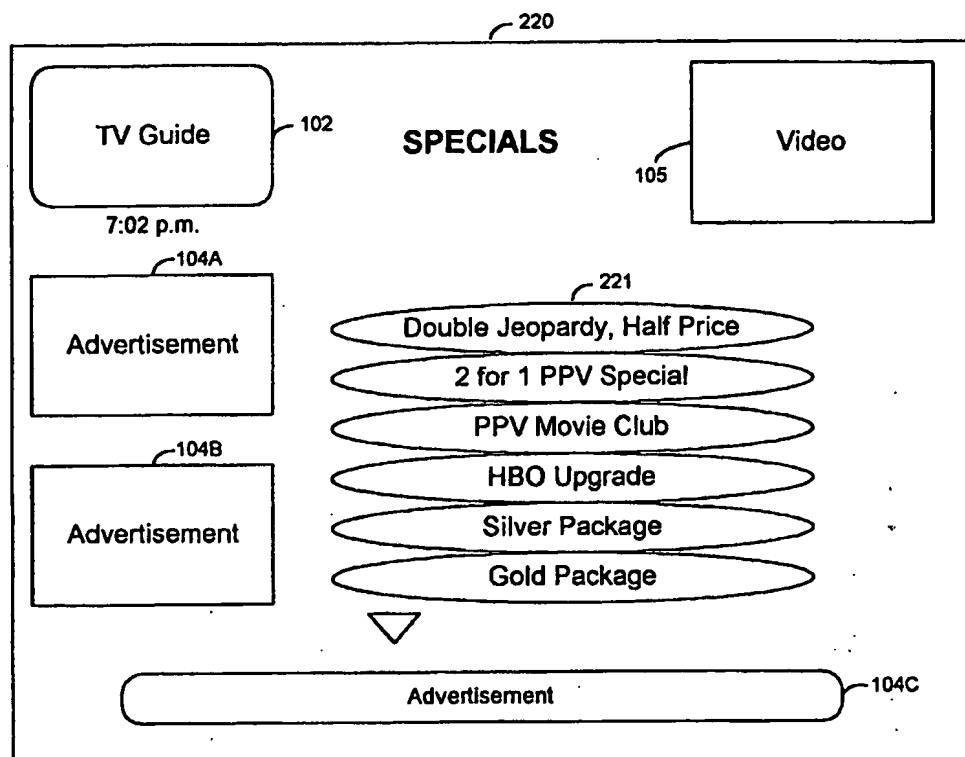 220
TV Guide
102
SPECIALS
105
Video
7:02 p.m.
104A
Advertisement
221
Double Jeopardy, Half Price
2 for 1 PPV Special
PPV Movie Club
HBO Upgrade
Silver Package
Gold Package
104B
Advertisement
Advertisement
104C